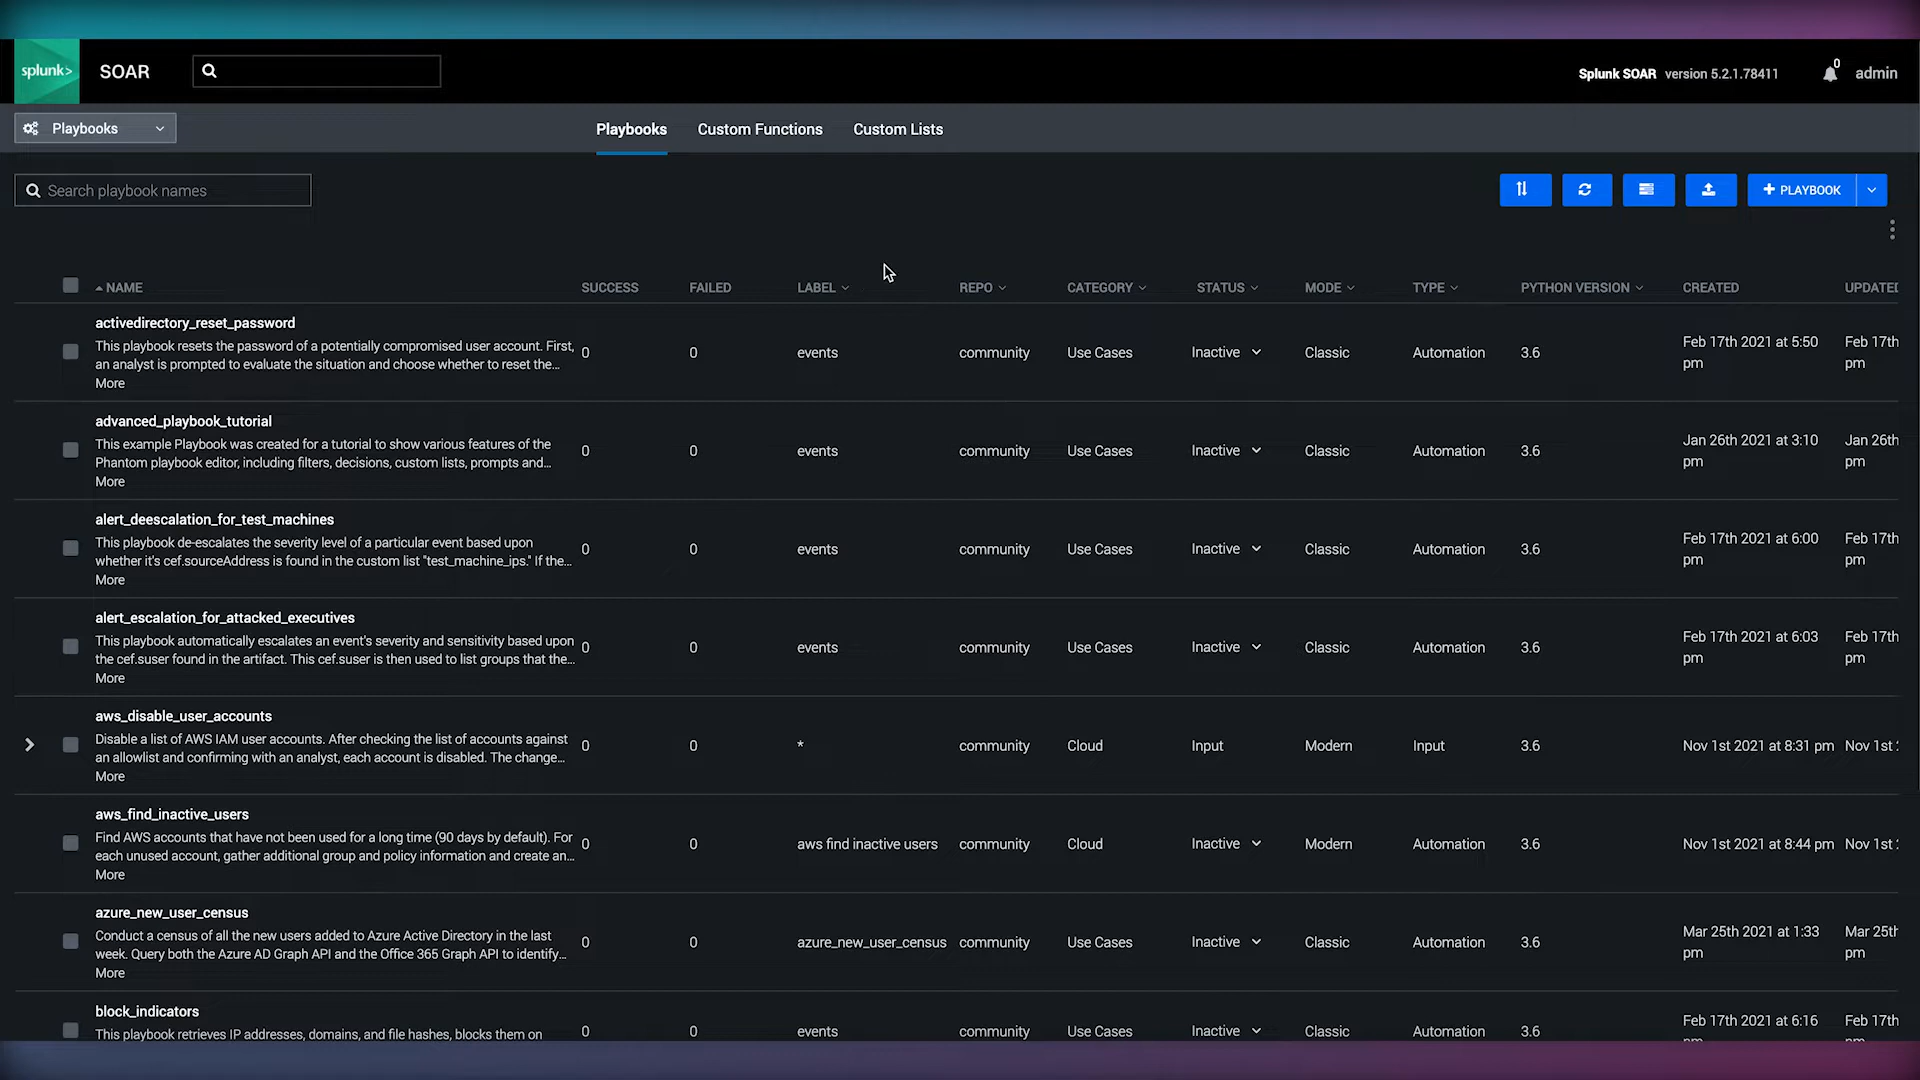 splunk> SOAR Splunk SOAR version 5.2.1.78411 0 admin
Playbooks Playbooks Custom Functions Custom Lists
Search playbook names + PLAYBOOK
NAME SUCCESS FAILED LABEL REPO CATEGORY STATUS MODE TYPE PYTHON VERSION CREATED UPDATED
activedirectory_reset_password
This playbook resets the password of a potentially compromised user account. First,
an analyst is prompted to evaluate the situation and choose whether to reset the...
More
0 0 events community Use Cases Inactive Classic Automation 3.6 Feb 17th 2021 at 5:50 pm Feb 17th pm
advanced_playbook_tutorial
This example Playbook was created for a tutorial to show various features of the
Phantom playbook editor, including filters, decisions, custom lists, prompts and...
More
0 0 events community Use Cases Inactive Classic Automation 3.6 Jan 26th 2021 at 3:10 pm Jan 26th pm
alert_deescalation_for_test_machines
This playbook de-escalates the severity level of a particular event based upon
whether it's cef.sourceAddress is found in the custom list "test_machine_ips." If the...
More
0 0 events community Use Cases Inactive Classic Automation 3.6 Feb 17th 2021 at 6:00 pm Feb 17th pm
alert_escalation_for_attacked_executives
This playbook automatically escalates an event's severity and sensitivity based upon
the cef.suser found in the artifact. This cef.suser is then used to list groups that the...
More
0 0 events community Use Cases Inactive Classic Automation 3.6 Feb 17th 2021 at 6:03 pm Feb 17th pm
aws_disable_user_accounts
Disable a list of AWS IAM user accounts. After checking the list of accounts against
an allowlist and confirming with an analyst, each account is disabled. The change...
More
0 0 * community Cloud Input Modern Input 3.6 Nov 1st 2021 at 8:31 pm Nov 1st
aws_find_inactive_users
Find AWS accounts that have not been used for a long time (90 days by default). For
each unused account, gather additional group and policy information and create an...
More
0 0 aws find inactive users community Cloud Inactive Modern Automation 3.6 Nov 1st 2021 at 8:44 pm Nov 1st
azure_new_user_census
Conduct a census of all the new users added to Azure Active Directory in the last
week. Query both the Azure AD Graph API and the Office 365 Graph API to identify...
More
0 0 azure_new_user_census community Use Cases Inactive Classic Automation 3.6 Mar 25th 2021 at 1:33 pm Mar 25th pm
block_indicators
This playbook retrieves IP addresses, domains, and file hashes, blocks them on
0 0 events community Use Cases Inactive Classic Automation 3.6 Feb 17th 2021 at 6:16 Feb 17th